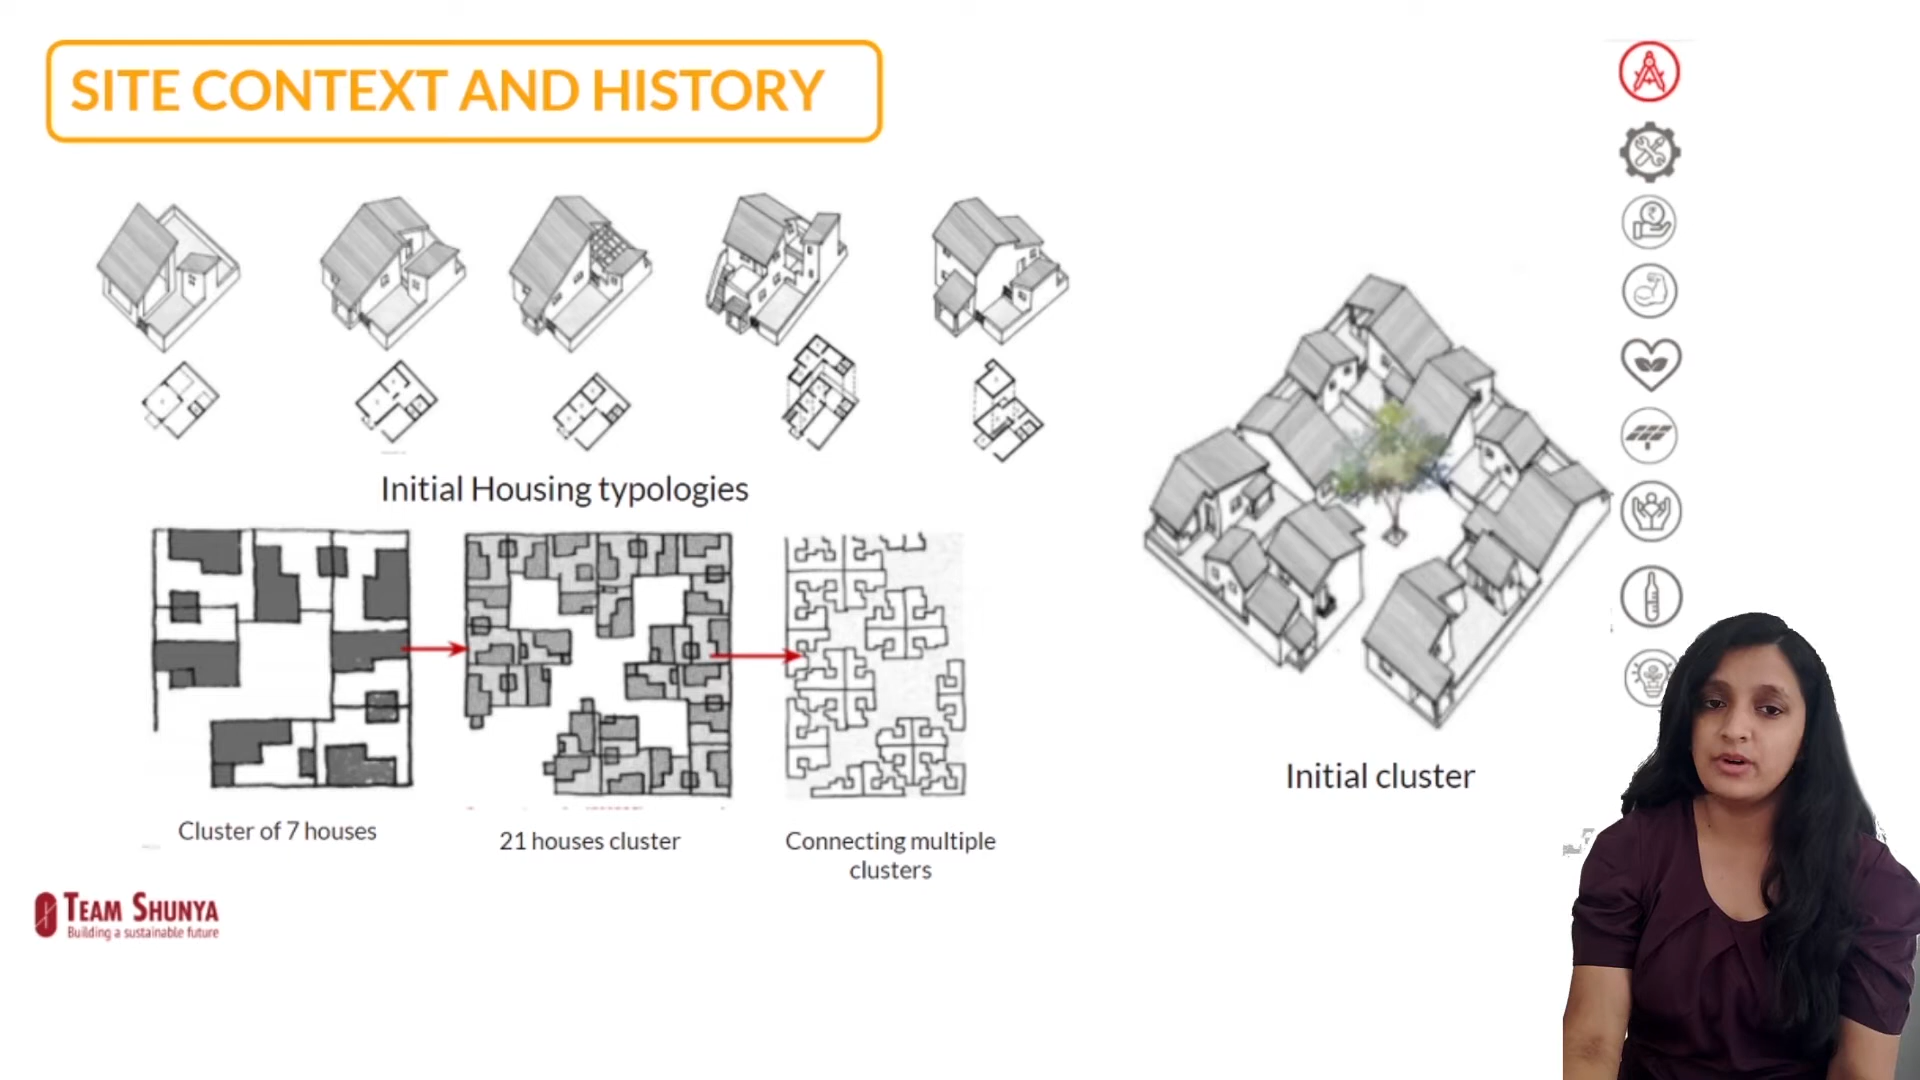 SITE CONTEXT AND HISTORY
Initial Housing typologies
Cluster of 7 houses
21 houses cluster
Connecting multiple
clusters
Initial cluster
TEAM SHUNYA
Building a sustainable future